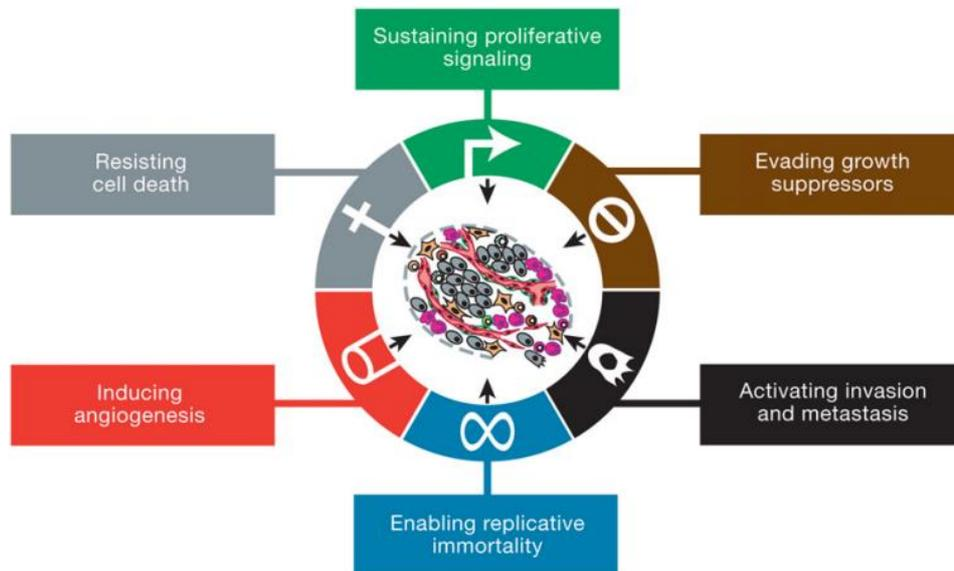 Sustaining proliferative
signaling
Resisting
cell death
Evading growth
suppressors
Inducing
angiogenesis
Activating invasion
and metastasis
Enabling replicative
immortality